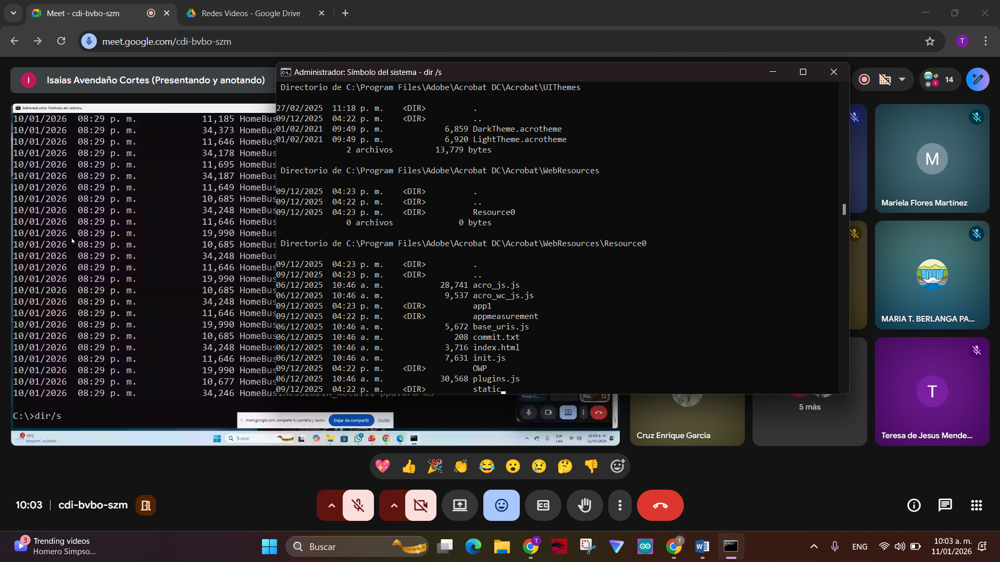 Meet - cdi-bvbo-szm
Redes Videos - Google Drive
meet.google.com/cdi-bvbo-szm
T
I
Isaias Avendaño Cortes (Presentando y anotando)
14
Administrador: Símbolo del sistema
10/01/2026 08:29 p. m. 11,185 HomeBus
10/01/2026 08:29 p. m. 34,373 HomeBus
10/01/2026 08:29 p. m. 11,646 HomeBus
10/01/2026 08:29 p. m. 34,178 HomeBus
10/01/2026 08:29 p. m. 11,695 HomeBus
10/01/2026 08:29 p. m. 34,187 HomeBus
10/01/2026 08:29 p. m. 11,649 HomeBus
10/01/2026 08:29 p. m. 10,685 HomeBus
10/01/2026 08:29 p. m. 34,248 HomeBus
10/01/2026 08:29 p. m. 11,646 HomeBus
10/01/2026 08:29 p. m. 19,990 HomeBus
10/01/2026 08:29 p. m. 10,685 HomeBus
10/01/2026 08:29 p. m. 34,248 HomeBus
10/01/2026 08:29 p. m. 11,646 HomeBus
10/01/2026 08:29 p. m. 19,990 HomeBus
10/01/2026 08:29 p. m. 10,685 HomeBus
10/01/2026 08:29 p. m. 34,248 HomeBus
10/01/2026 08:29 p. m. 11,646 HomeBus
10/01/2026 08:29 p. m. 19,990 HomeBus
10/01/2026 08:29 p. m. 10,685 HomeBus
10/01/2026 08:29 p. m. 34,248 HomeBus
10/01/2026 08:29 p. m. 11,646 HomeBus
10/01/2026 08:29 p. m. 19,990 HomeBus
10/01/2026 08:29 p. m. 10,677 HomeBus
10/01/2026 08:29 p. m. 34,246 HomeBus
C:\>dir/s
meet.google.com comparte tu pantalla y audio.
Dejar de compartir
Ocultar
Fredy C...
15°C
Mayorm. nublado
Buscar
ESP
LAA
10:03 a. m.
11/01/2026
Administrador: Símbolo del sistema - dir /s
Directorio de C:\Program Files\Adobe\Acrobat DC\Acrobat\UIThemes
27/02/2025 11:18 p. m. <DIR> .
09/12/2025 04:22 p. m. <DIR> ..
01/02/2021 09:49 p. m. 6,859 DarkTheme.acrotheme
01/02/2021 09:49 p. m. 6,920 LightTheme.acrotheme
2 archivos 13,779 bytes
Directorio de C:\Program Files\Adobe\Acrobat DC\Acrobat\WebResources
09/12/2025 04:23 p. m. <DIR> .
09/12/2025 04:22 p. m. <DIR> ..
09/12/2025 04:23 p. m. <DIR> Resource0
0 archivos 0 bytes
Directorio de C:\Program Files\Adobe\Acrobat DC\Acrobat\WebResources\Resource0
09/12/2025 04:23 p. m. <DIR> .
09/12/2025 04:23 p. m. <DIR> ..
06/12/2025 10:46 a. m. 28,741 acro_js.js
06/12/2025 10:46 a. m. 9,537 acro_wc_js.js
09/12/2025 04:23 p. m. <DIR> app1
09/12/2025 04:22 p. m. <DIR> appmeasurement
06/12/2025 10:46 a. m. 5,672 base_uris.js
06/12/2025 10:46 a. m. 208 commit.txt
06/12/2025 10:46 a. m. 3,716 index.html
06/12/2025 10:46 a. m. 7,631 init.js
09/12/2025 04:22 p. m. <DIR> OWP
06/12/2025 10:46 a. m. 30,568 plugins.js
09/12/2025 04:22 p. m. <DIR> static
M
Mariela Flores Martínez
MARIA T. BERLANGA PA...
Cruz Enrique Garcia
5 más
T
Teresa de Jesus Mende...
10:03
cdi-bvbo-szm
3
Trending videos
Homero Simpso...
Buscar
ENG
10:03 a. m.
11/01/2026